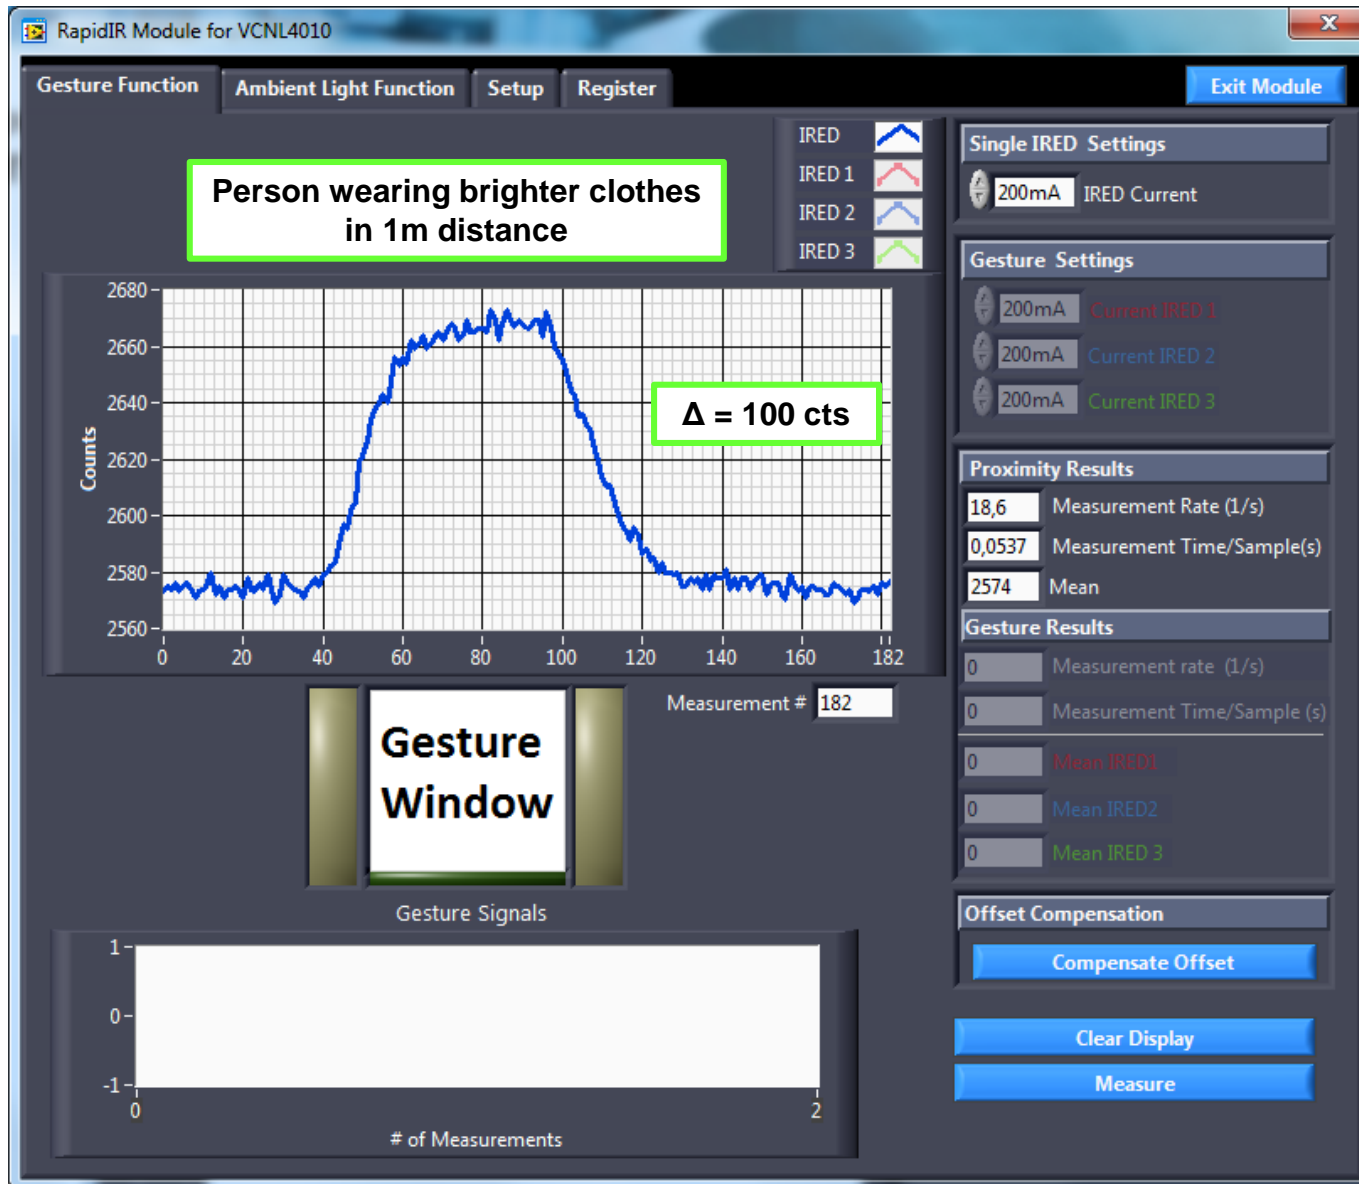 RapidIR Module for VCNL4010
X
Gesture Function
Ambient Light Function
Setup
Register
Exit Module
IRED
IRED 1
IRED 2
IRED 3
Person wearing brighter clothes
in 1m distance
2680
2660
2640
2620
2600
2580
2560
Counts
Δ = 100 cts
0 20 40 60 80 100 120 140 160 182
Measurement # 182
Gesture
Window
Gesture Signals
1
0
-1
0 2
# of Measurements
Single IRED Settings
200mA IRED Current
Gesture Settings
200mA Current IRED 1
200mA Current IRED 2
200mA Current IRED 3
Proximity Results
18,6 Measurement Rate (1/s)
0,0537 Measurement Time/Sample(s)
2574 Mean
Gesture Results
0 Measurement rate (1/s)
0 Measurement Time/Sample (s)
0 Mean IRED1
0 Mean IRED2
0 Mean IRED 3
Offset Compensation
Compensate Offset
Clear Display
Measure